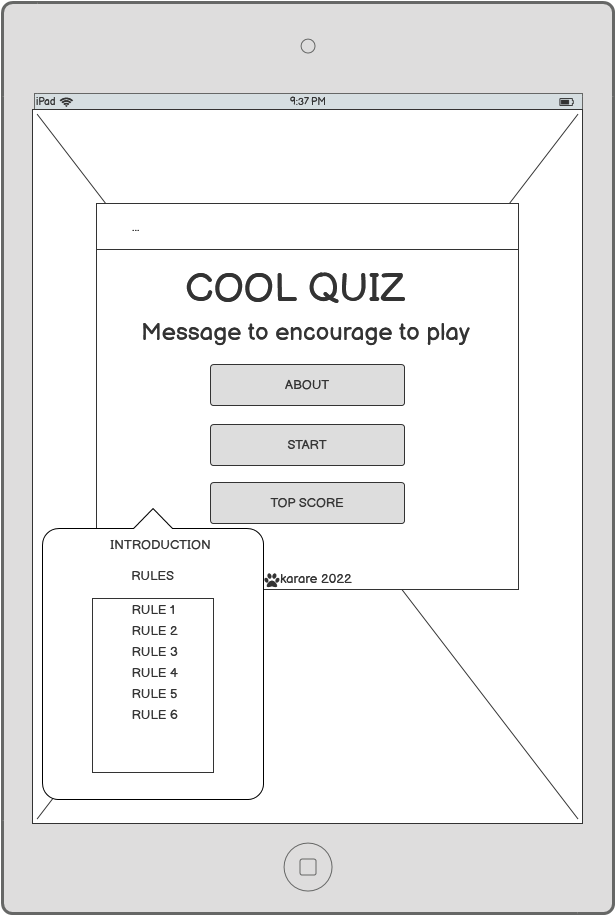 iPad 9:37 PM
...
COOL QUIZ
Message to encourage to play
ABOUT
START
TOP SCORE
INTRODUCTION
RULES
karare 2022
RULE 1
RULE 2
RULE 3
RULE 4
RULE 5
RULE 6